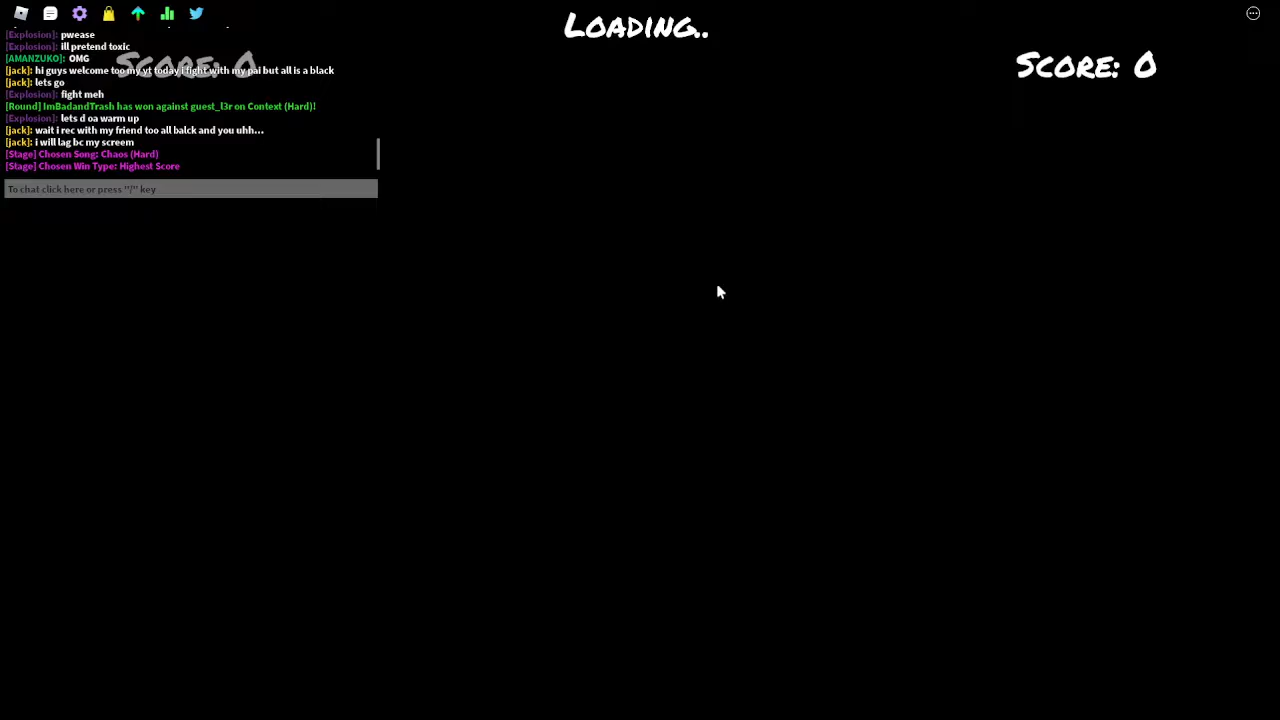 Loading..
[Explosion]: pwease
[Explosion]: ill pretend toxic
[AMANZUKO]: OMG
Score: 0
Score: 0
[jack]: hi guys welcome too my yt today i fight with my pai but all is a black
[jack]: lets go
[Explosion]: fight meh
[Round] ImBadandTrash has won against guest_l3r on Context (Hard)!
[Explosion]: lets d oa warm up
[jack]: wait i rec with my friend too all balck and you uhh...
[jack]: i will lag bc my screem
[Stage] Chosen Song: Chaos (Hard)
[Stage] Chosen Win Type: Highest Score
To chat click here or press "/" key